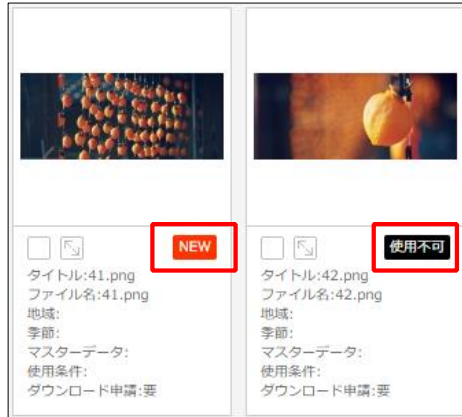 NEW
タイトル:41.png
ファイル名:41.png
地域:
季節:
マスターデータ:
使用条件:
ダウンロード申請:要
使用不可
タイトル:42.png
ファイル名:42.png
地域:
季節:
マスターデータ:
使用条件:
ダウンロード申請:要